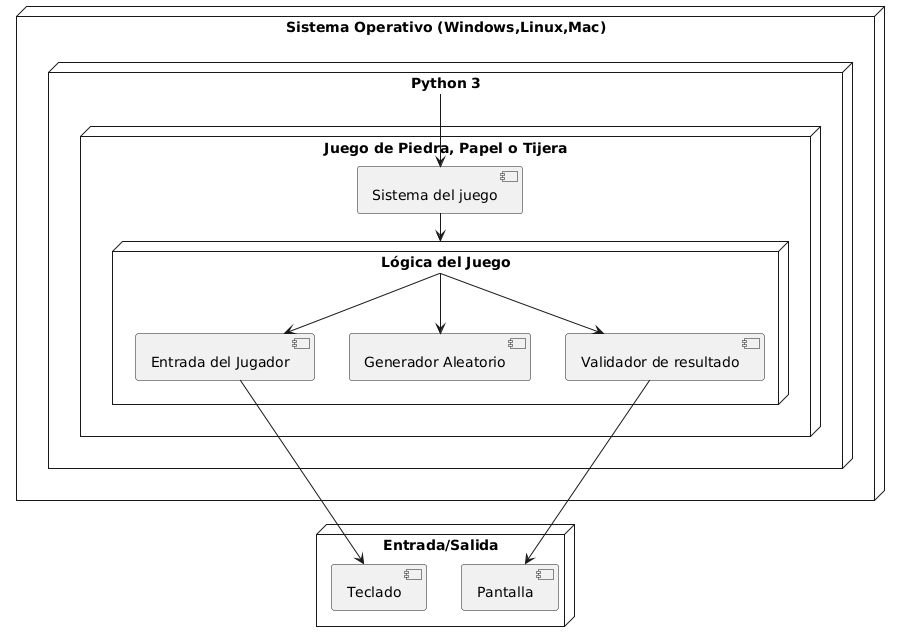 Sistema Operativo (Windows,Linux,Mac)
Python 3
Juego de Piedra, Papel o Tijera
Sistema del juego
Lógica del Juego
Entrada del Jugador
Generador Aleatorio
Validador de resultado
Entrada/Salida
Teclado
Pantalla